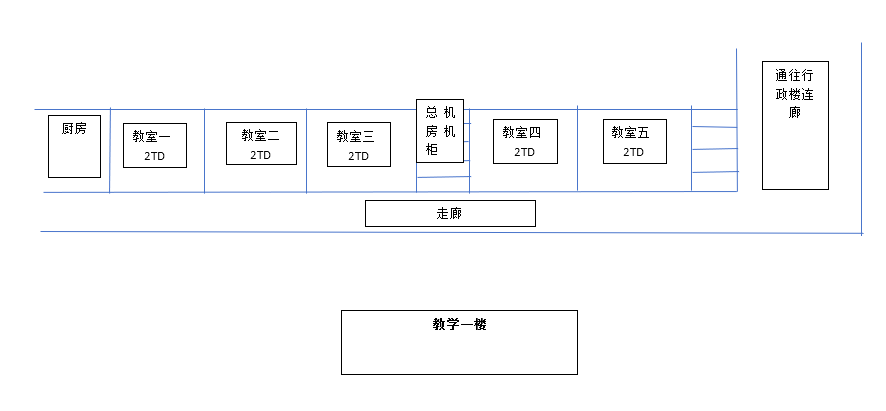 通往行
政楼连
廊
厨房
教室一
2TD
教室二
2TD
教室三
2TD
总 机
房 机
柜
教室四
2TD
教室五
2TD
走廊
教学一楼